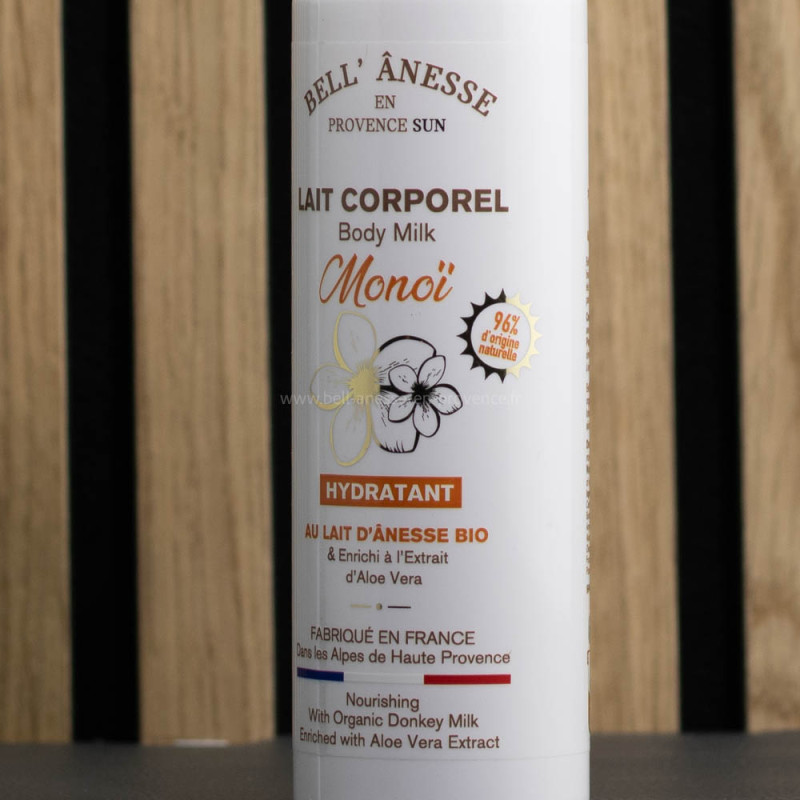 BELL' ÂNESSE
EN
PROVENCE SUN
LAIT CORPOREL
Body Milk
Monoï
96%
d'origine
naturelle
HYDRATANT
AU LAIT D'ÂNESSE BIO
& Enrichi à l'Extrait
d'Aloe Vera
FABRIQUÉ EN FRANCE
Dans les Alpes de Haute Provence
Nourishing
With Organic Donkey Milk
Enriched with Aloe Vera Extract